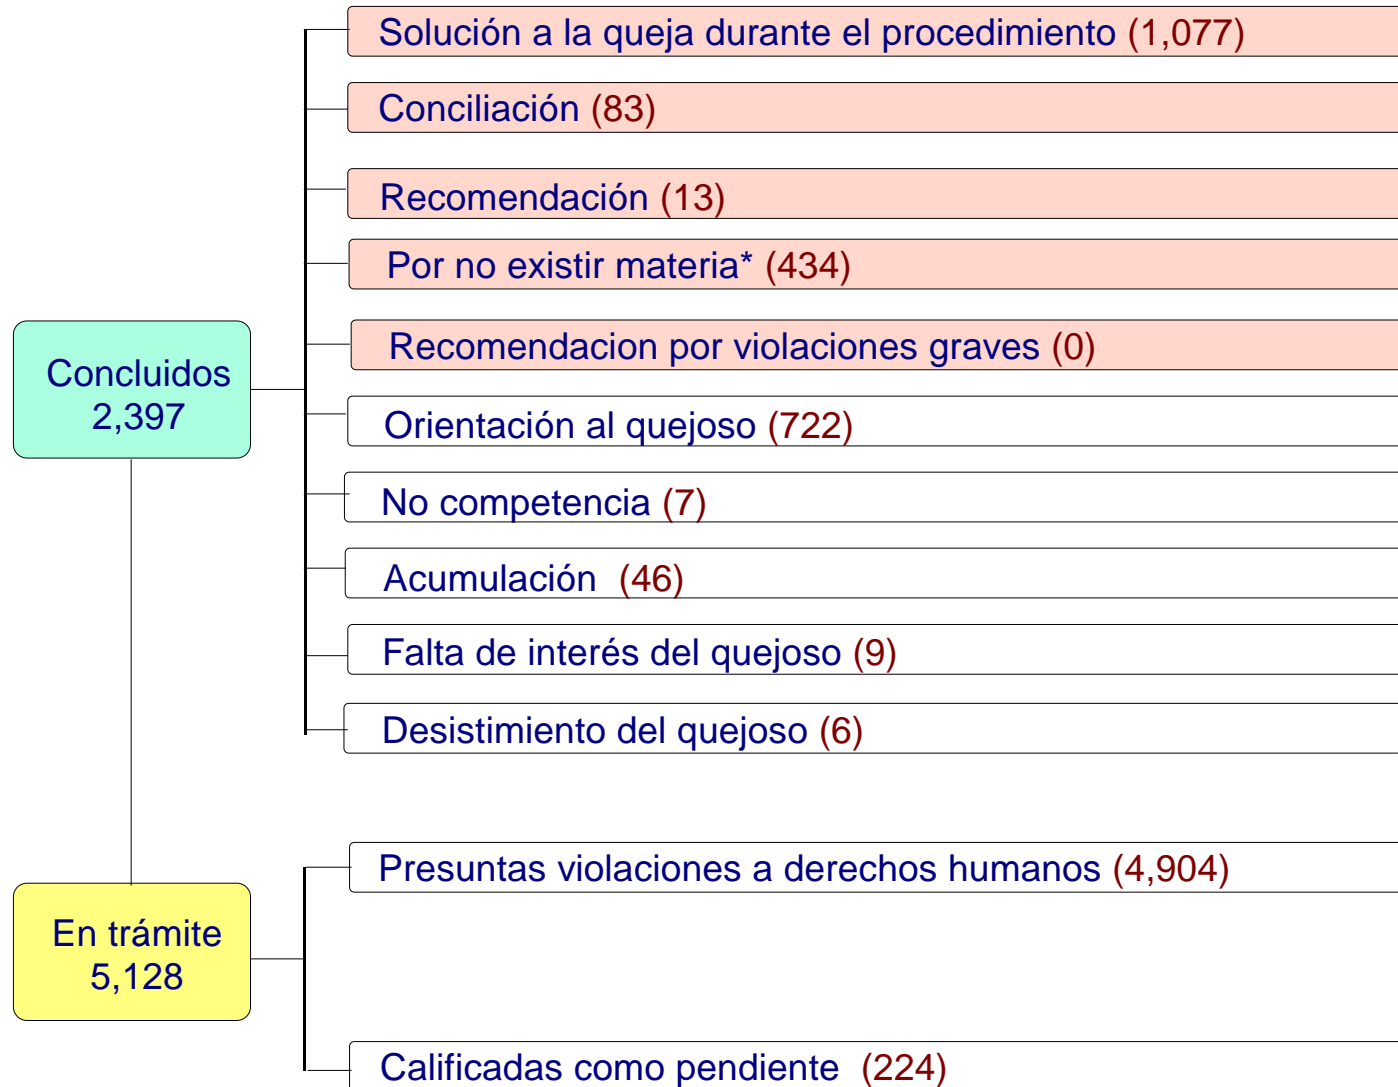 Solución a la queja durante el procedimiento (1,077)
Conciliación (83)
Recomendación (13)
Por no existir materia* (434)
Recomendacion por violaciones graves (0)
Concluidos
2,397
Orientación al quejoso (722)
No competencia (7)
Acumulación (46)
Falta de interés del quejoso (9)
Desistimiento del quejoso (6)
Presuntas violaciones a derechos humanos (4,904)
En trámite
5,128
Calificadas como pendiente (224)